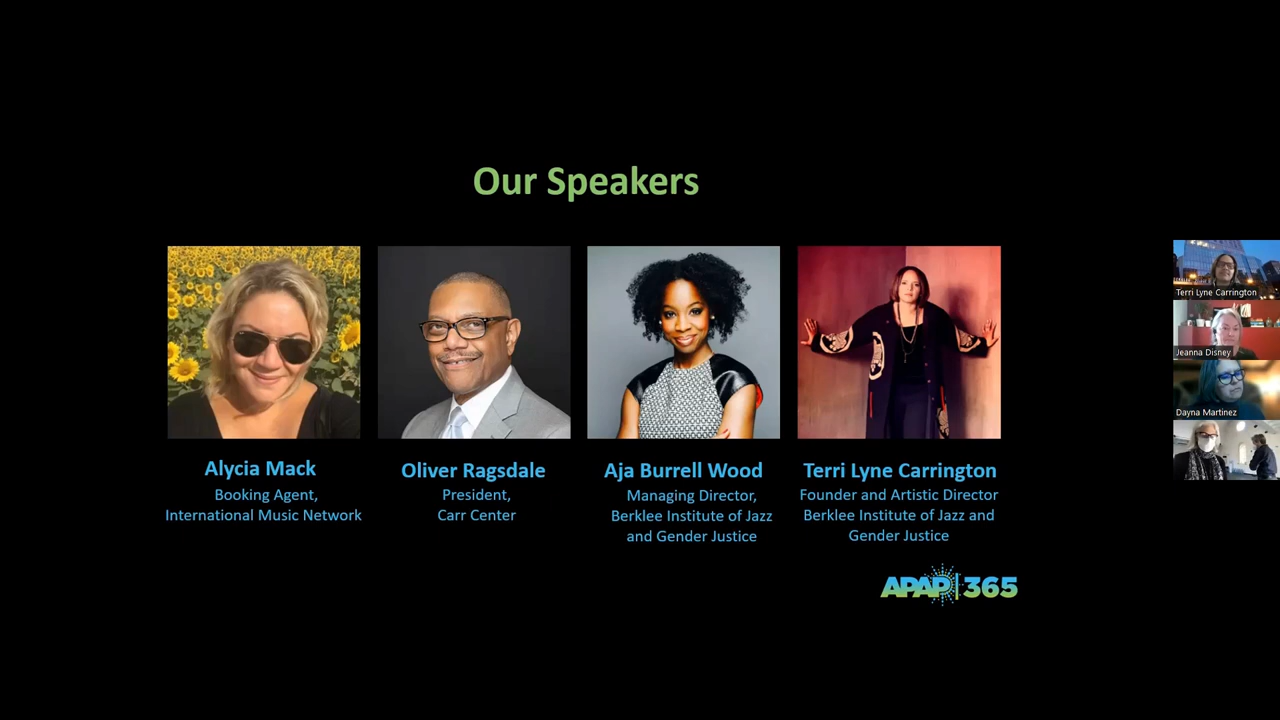 Our Speakers
Alycia Mack
Booking Agent,
International Music Network
Oliver Ragsdale
President,
Carr Center
Aja Burrell Wood
Managing Director,
Berklee Institute of Jazz
and Gender Justice
Terri Lyne Carrington
Founder and Artistic Director
Berklee Institute of Jazz and
Gender Justice
APAP|365
Terri Lyne Carrington
Jeanna Disney
Dayna Martinez